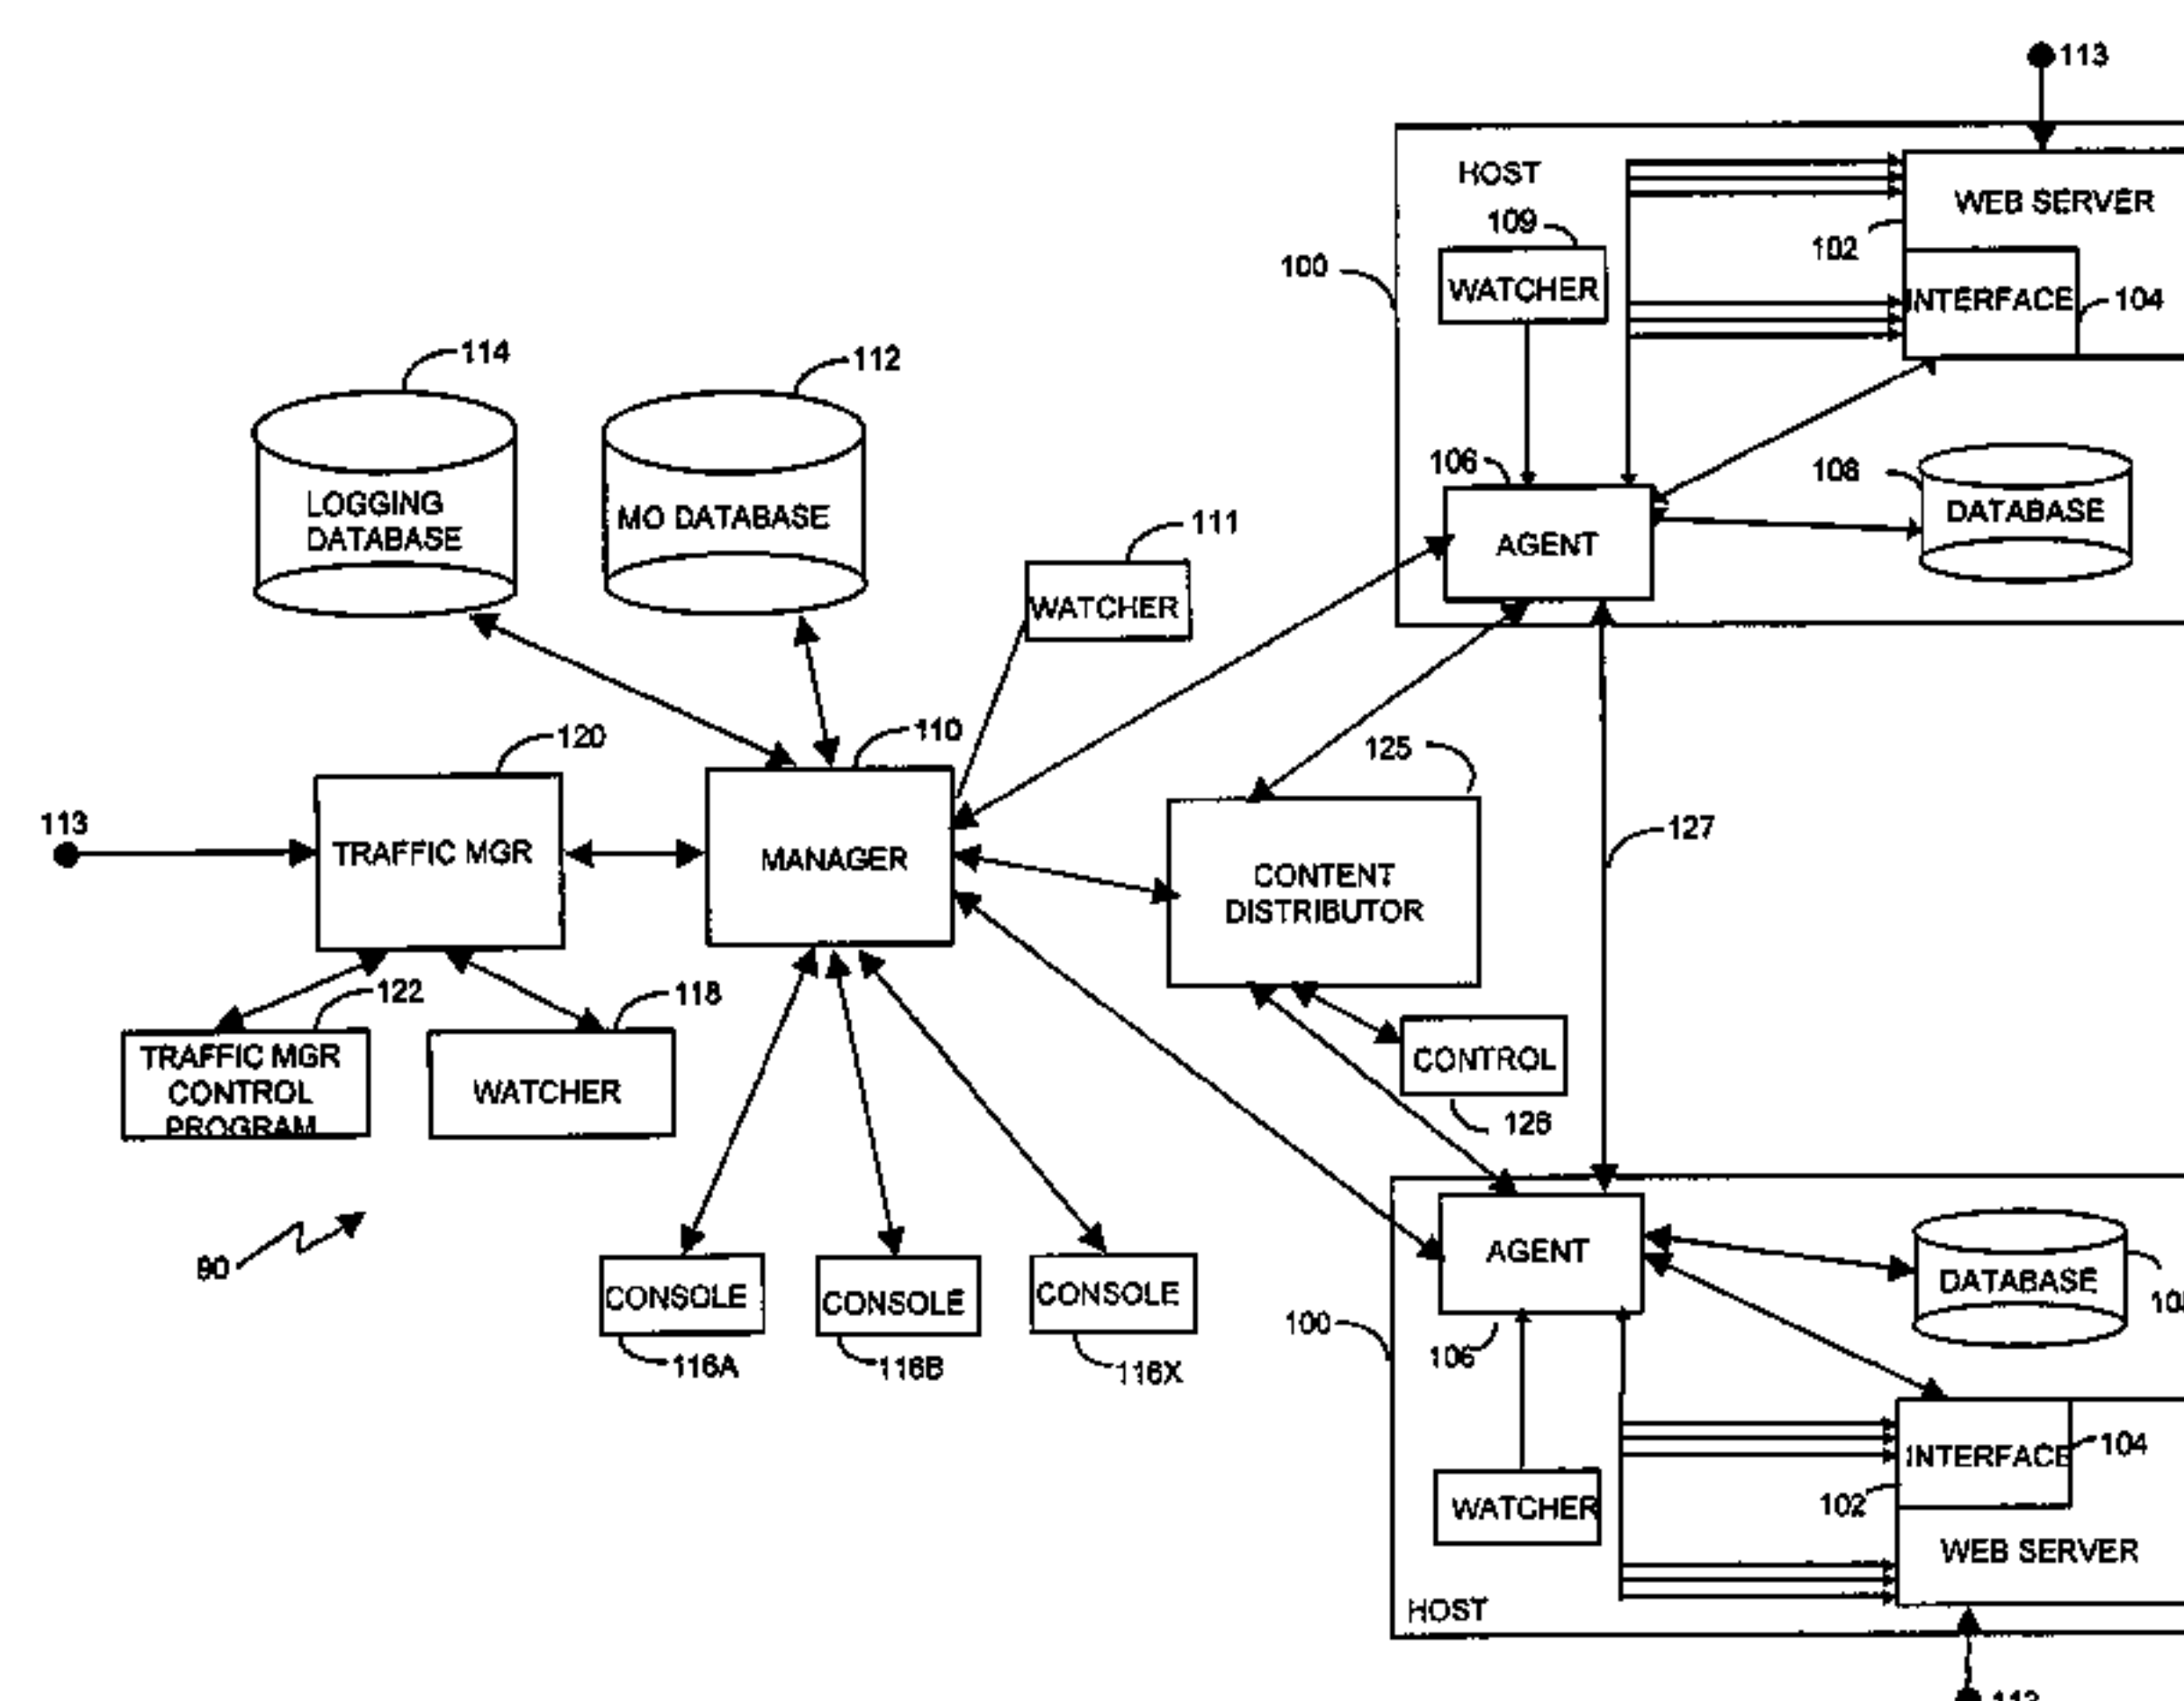 113
HOST
109
WEB SERVER
102
100
WATCHER
INTERFACE
104
114
112
106
108
LOGGING
DATABASE
MO DATABASE
111
DATABASE
AGENT
WATCHER
120
110
125
113
127
TRAFFIC MGR
MANAGER
CONTENT
DISTRIBUTOR
122
118
TRAFFIC MGR
CONTROL
PROGRAM
WATCHER
CONTROL
126
90
AGENT
DATABASE
CONSOLE
CONSOLE
CONSOLE
100
106
116A
116B
116X
INTERFACE
104
102
WATCHER
WEB SERVER
HOST